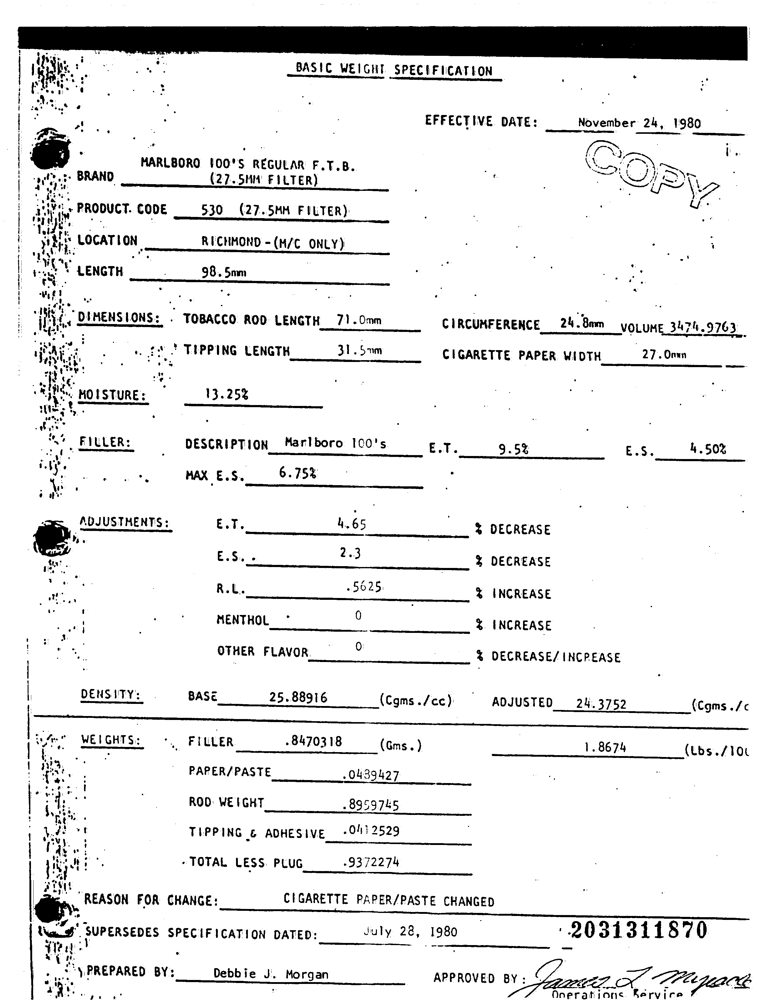 BASIC WEIGHT SPECIFICATION
EFFECTIVE DATE: November 24, 1980
COPY
BRAND MARLBORO 100'S REGULAR F.T.B.
(27.5MM FILTER)
PRODUCT. CODE 530 (27.5MM FILTER)
LOCATION RICHMOND - (M/C ONLY)
LENGTH 98.5mm
DIMENSIONS: TOBACCO ROD LENGTH 71.0mm CIRCUMFERENCE 24.8mm VOLUME 3474.9763
TIPPING LENGTH 31.5mm CIGARETTE PAPER WIDTH 27.0mm
MOISTURE: 13.25%
FILLER: DESCRIPTION Marlboro 100's E.T. 9.5% E.S. 4.50%
MAX E.S. 6.75%
ADJUSTMENTS: E.T. 4.65 % DECREASE
E.S. 2.3 % DECREASE
R.L. .5625 % INCREASE
MENTHOL 0 % INCREASE
OTHER FLAVOR 0 % DECREASE/INCREASE
DENSITY: BASE 25.88916 (Cgms./cc) ADJUSTED 24.3752 (Cgms./c
WEIGHTS: FILLER .8470318 (Gms.) 1.8674 (Lbs./100
PAPER/PASTE .0489427
ROD WEIGHT .8959745
TIPPING & ADHESIVE .0412529
TOTAL LESS PLUG .9372274
REASON FOR CHANGE: CIGARETTE PAPER/PASTE CHANGED
SUPERSEDES SPECIFICATION DATED: July 28, 1980 2031311870
PREPARED BY: Debbie J. Morgan APPROVED BY: James L
Operations Service